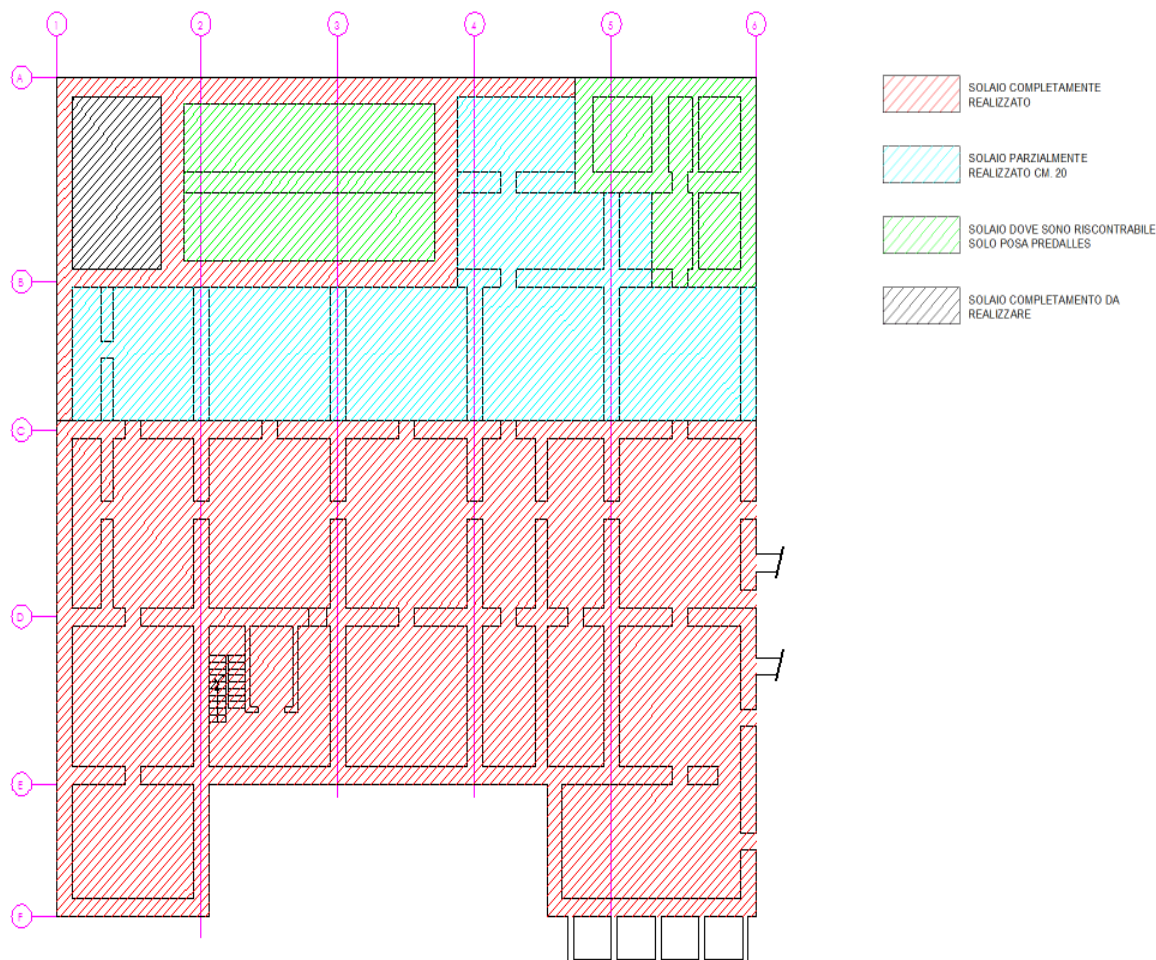 1 2 3 4 5 6
A
B
C
D
E
F
SOLAIO COMPLETAMENTE
REALIZZATO
SOLAIO PARZIALMENTE
REALIZZATO CM. 20
SOLAIO DOVE SONO RISCONTRABILE
SOLO POSA PREDALLES
SOLAIO COMPLETAMENTO DA
REALIZZARE